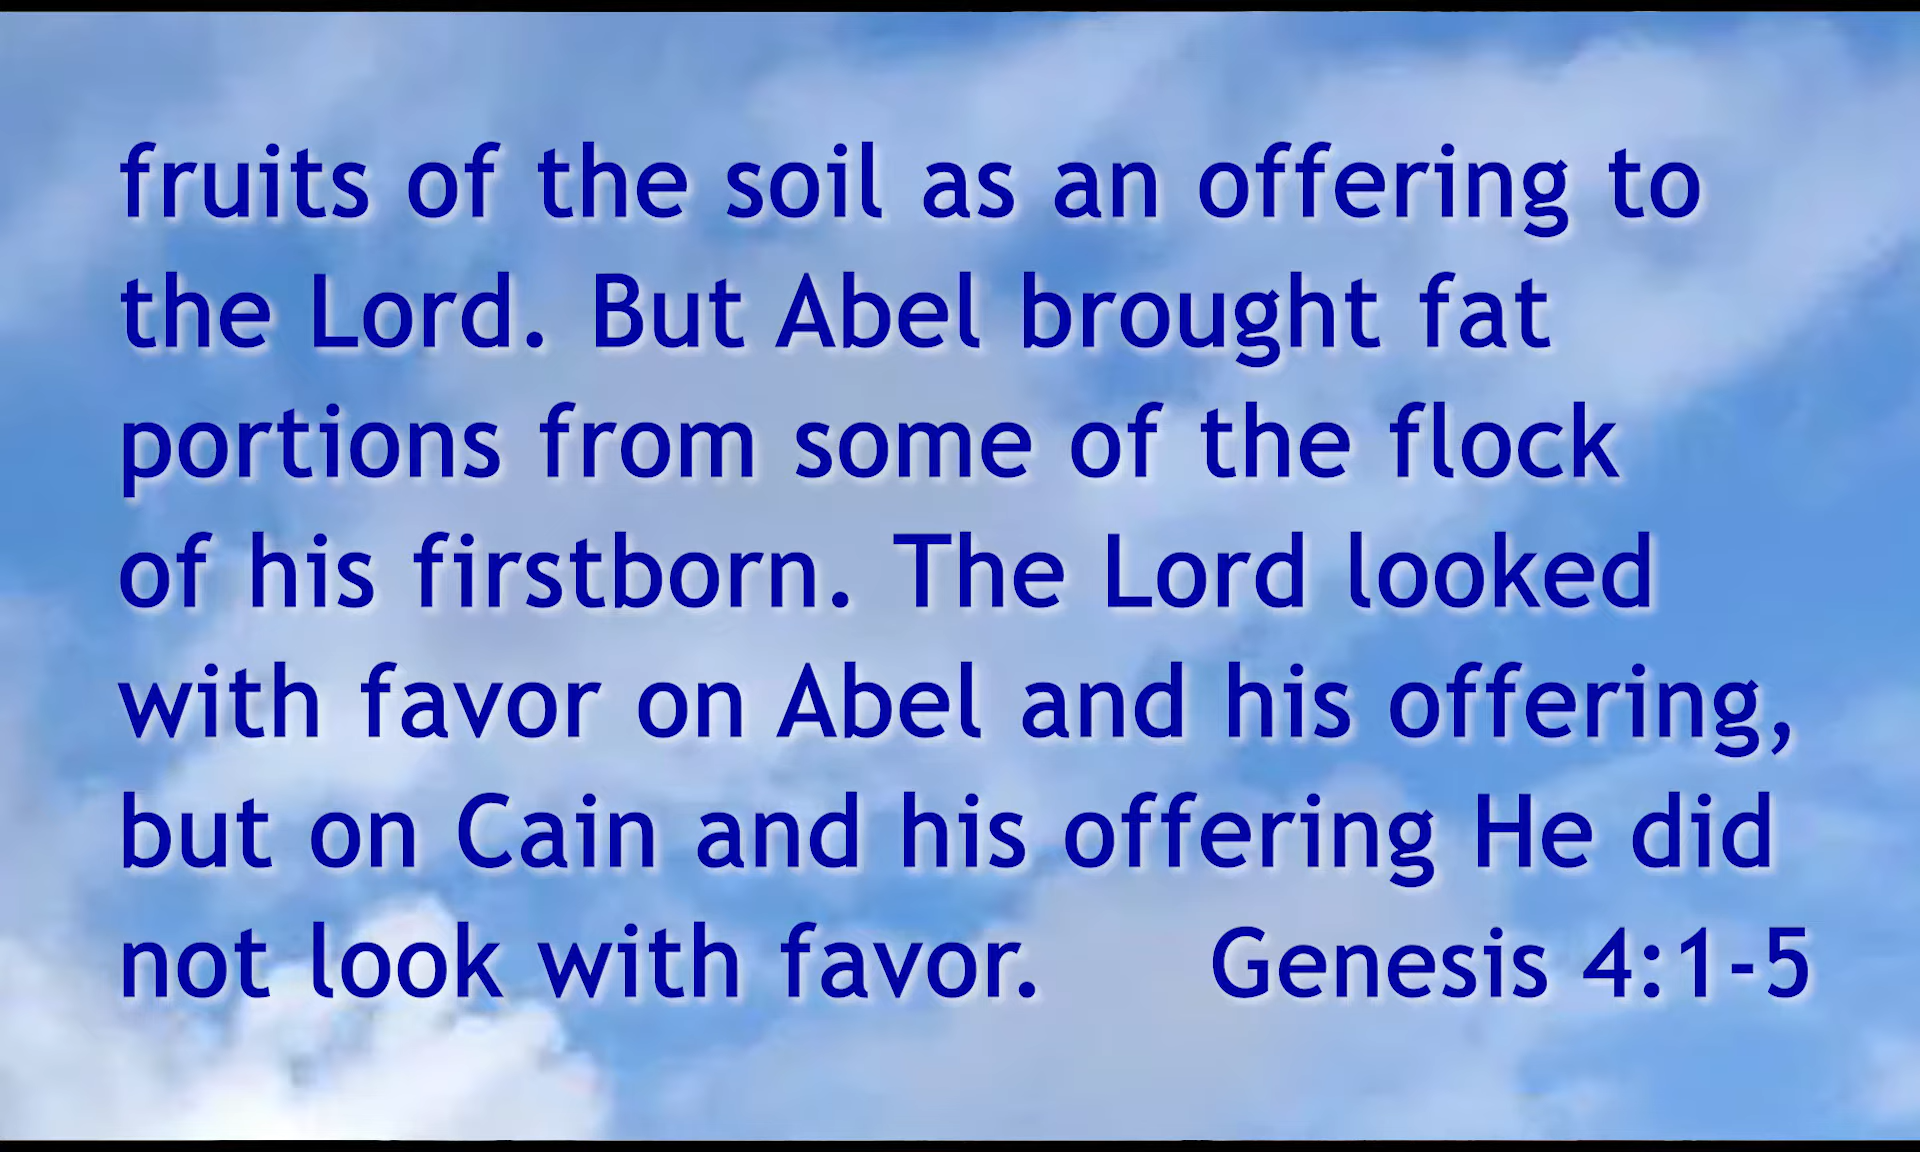 fruits of the soil as an offering to
the Lord. But Abel brought fat
portions from some of the flock
of his firstborn. The Lord looked
with favor on Abel and his offering,
but on Cain and his offering He did
not look with favor. Genesis 4:1-5